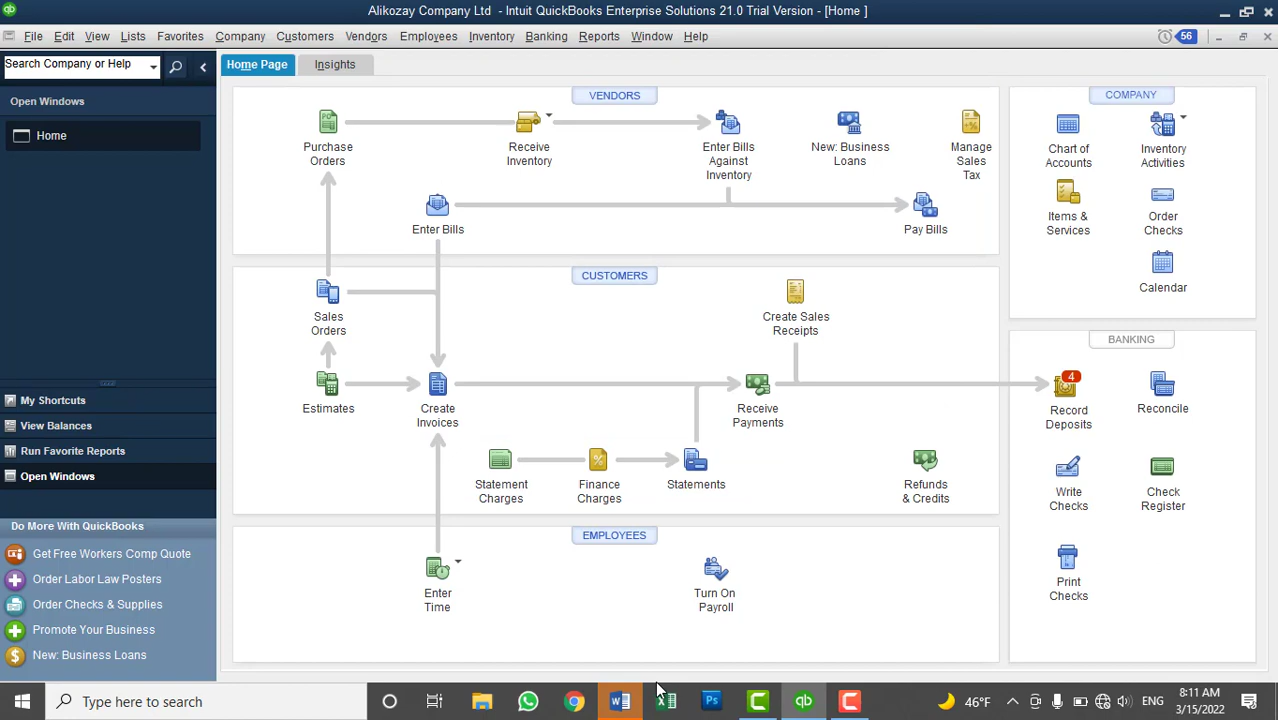 Alikozay Company Ltd - Intuit QuickBooks Enterprise Solutions 21.0 Trial Version - [Home ]
File Edit View Lists Favorites Company Customers Vendors Employees Inventory Banking Reports Window Help 56
Search Company or Help
Home Page Insights
Open Windows
Home
My Shortcuts
View Balances
Run Favorite Reports
Open Windows
Do More With QuickBooks
Get Free Workers Comp Quote
Order Labor Law Posters
Order Checks & Supplies
Promote Your Business
New: Business Loans
VENDORS
Purchase
Orders
Receive
Inventory
Enter Bills
Against
Inventory
New: Business
Loans
Manage
Sales
Tax
Enter Bills
Pay Bills
CUSTOMERS
Sales
Orders
Create Sales
Receipts
Estimates
Create
Invoices
Receive
Payments
Statement
Charges
Finance
Charges
Statements
Refunds
& Credits
EMPLOYEES
Enter
Time
Turn On
Payroll
COMPANY
Chart of
Accounts
Inventory
Activities
Items &
Services
Order
Checks
Calendar
BANKING
4
Record
Deposits
Reconcile
Write
Checks
Check
Register
Print
Checks
Type here to search
46°F
ENG
8:11 AM
3/15/2022